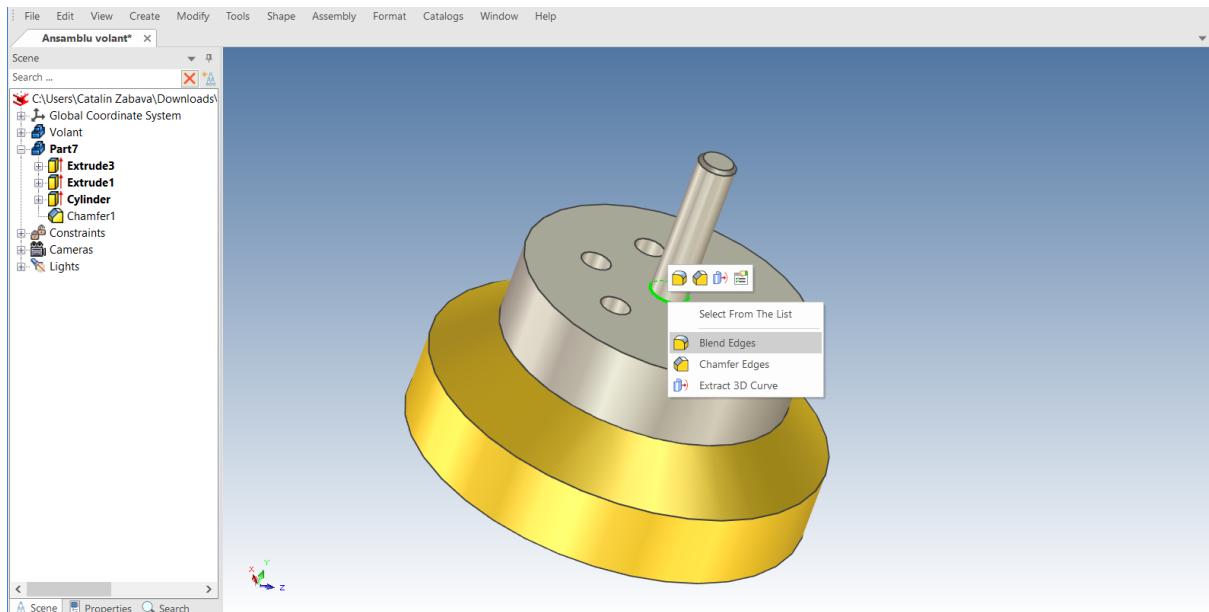 File Edit View Create Modify Tools Shape Assembly Format Catalogs Window Help
Ansamblu volant*
Scene
Search ...
C:\Users\Catalin Zabava\Downloads\
Global Coordinate System
Volant
Part7
Extrude3
Extrude1
Cylinder
Chamfer1
Constraints
Cameras
Lights
Select From The List
Blend Edges
Chamfer Edges
Extract 3D Curve
X Y Z
Scene Properties Search